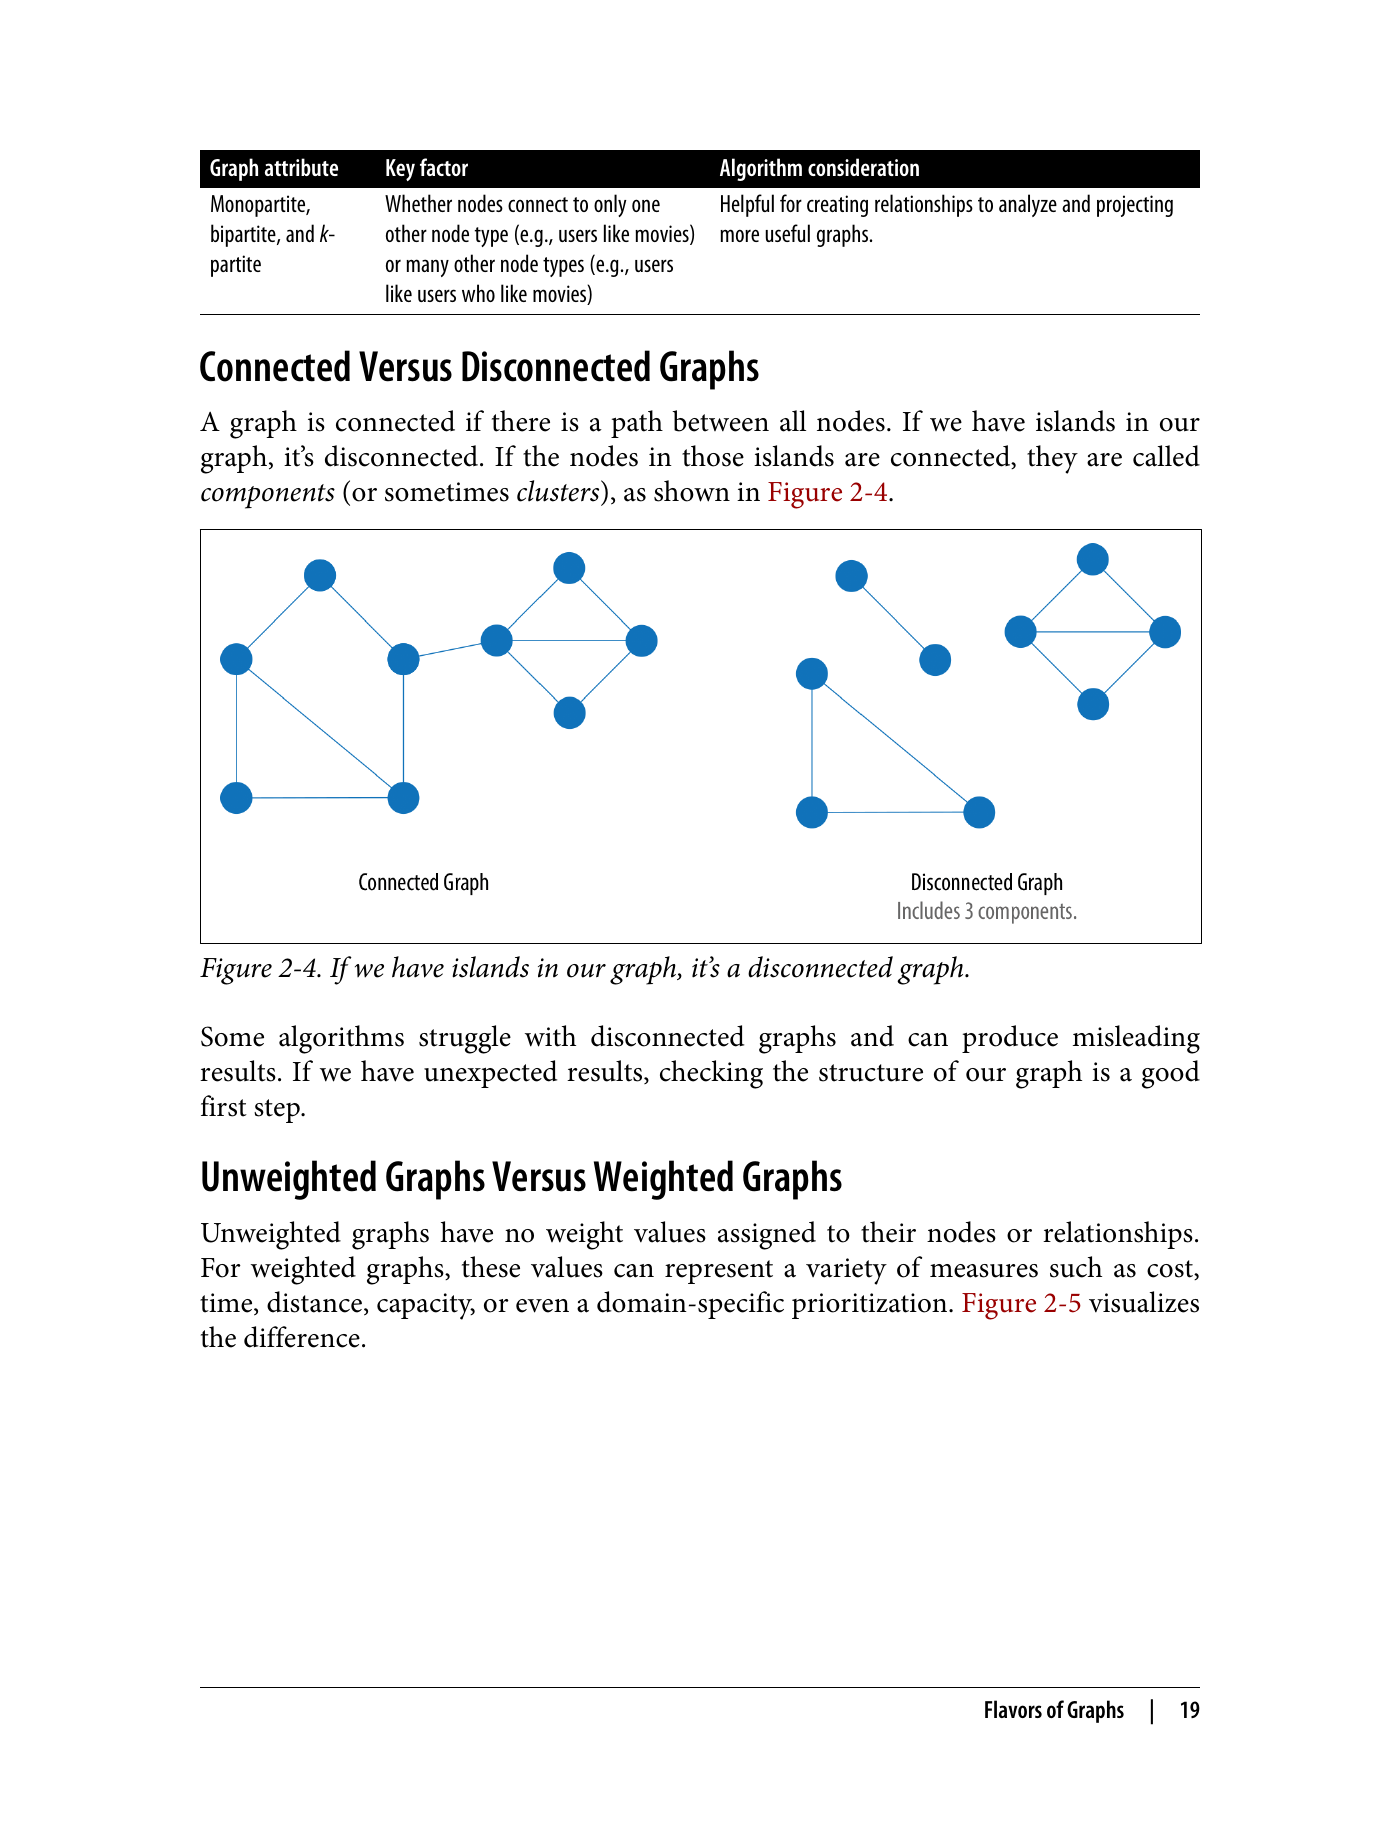 Graph attribute Key factor Algorithm consideration
Monopartite, Whether nodes connect to only one Helpful for creating relationships to analyze and projecting
bipartite, and k- other node type (e.g., users like movies) more useful graphs.
partite or many other node types (e.g., users
like users who like movies)
Connected Versus Disconnected Graphs
A graph is connected if there is a path between all nodes. If we have islands in our
graph, it’s disconnected. If the nodes in those islands are connected, they are called
components (or sometimes clusters), as shown in Figure 2-4.
Connected Graph Disconnected Graph
Includes 3 components.
Figure 2-4. If we have islands in our graph, it’s a disconnected graph.
Some algorithms struggle with disconnected graphs and can produce misleading
results. If we have unexpected results, checking the structure of our graph is a good
first step.
Unweighted Graphs Versus Weighted Graphs
Unweighted graphs have no weight values assigned to their nodes or relationships.
For weighted graphs, these values can represent a variety of measures such as cost,
time, distance, capacity, or even a domain-specific prioritization. Figure 2-5 visualizes
the difference.
Flavors of Graphs | 19